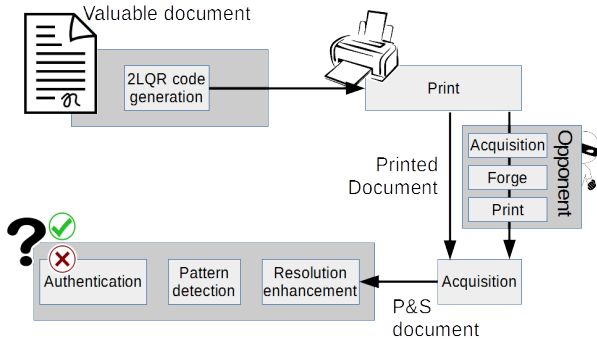 Valuable document
2LQR code
generation
Print
Acquisition
Forge
Print
Opponent
Printed
Document
Authentication
Pattern
detection
Resolution
enhancement
Acquisition
P&S
document